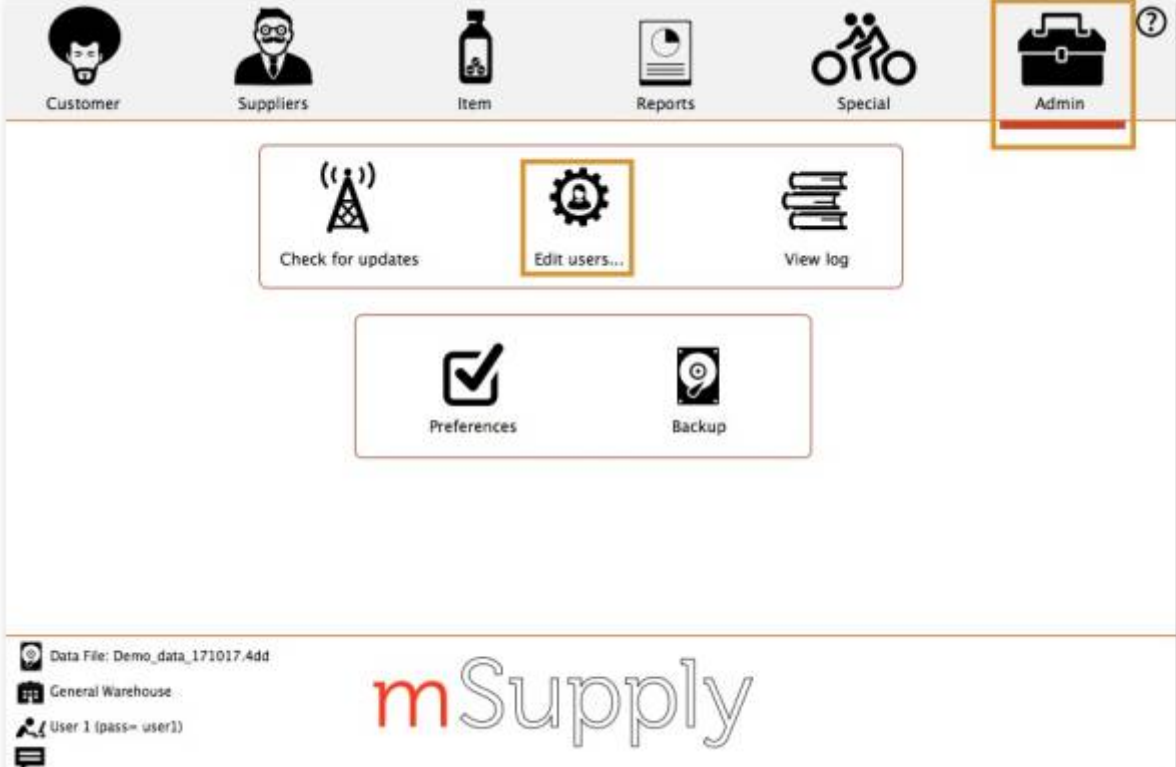 ?
Customer
Suppliers
Item
Reports
Special
Admin
Check for updates
Edit users...
View log
Preferences
Backup
Data File: Demo_data_171017.4dd
General Warehouse
User 1 (pass= user1)
mSupply